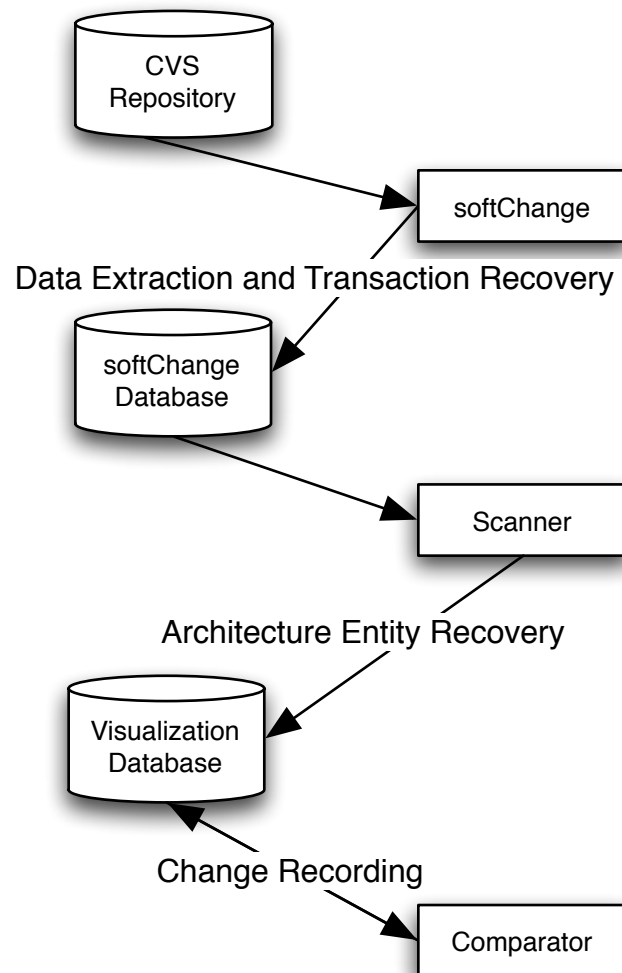 CVS
Repository
softChange
Data Extraction and Transaction Recovery
softChange
Database
Scanner
Architecture Entity Recovery
Visualization
Database
Change Recording
Comparator